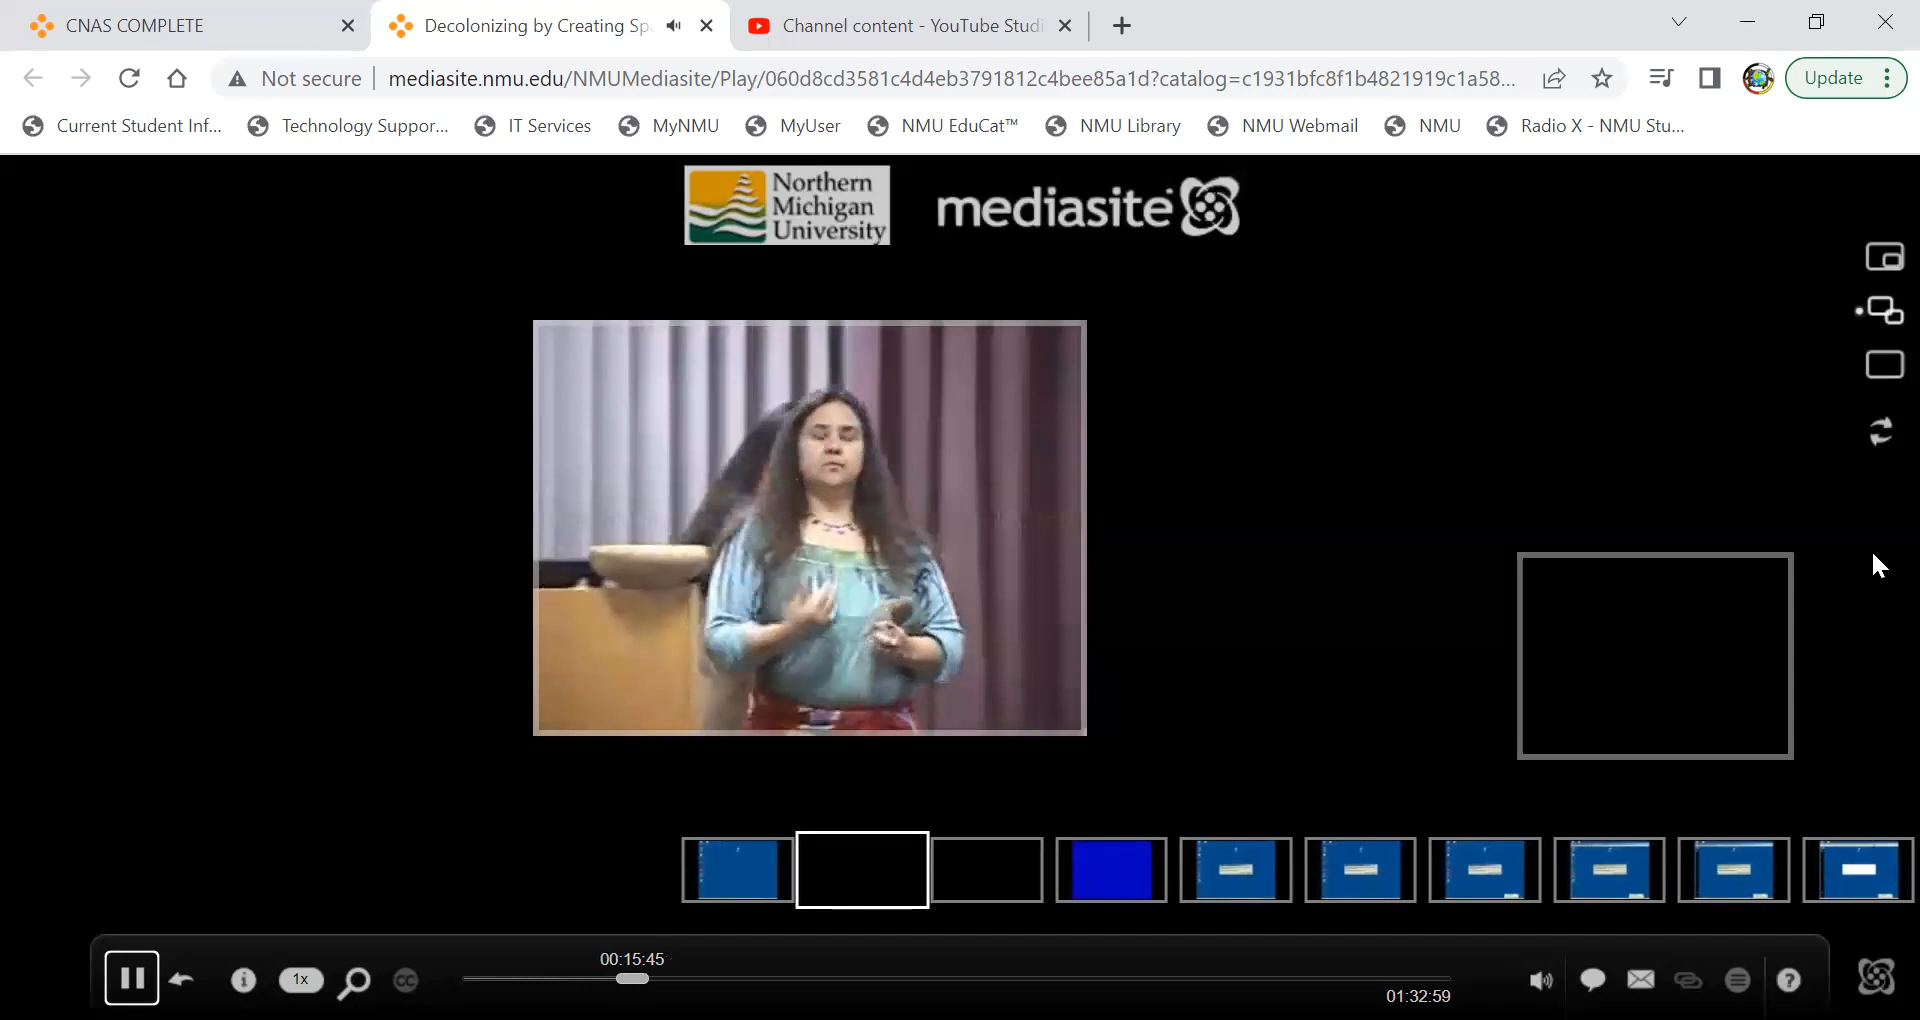 CNAS COMPLETE
Decolonizing by Creating Sp
Channel content - YouTube Studi
Not secure
mediasite.nmu.edu/NMUMediasite/Play/060d8cd3581c4d4eb3791812c4bee85a1d?catalog=c1931bfc8f1b4821919c1a58...
Update
Current Student Inf...
Technology Suppor...
IT Services
MyNMU
MyUser
NMU EduCat™
NMU Library
NMU Webmail
NMU
Radio X - NMU Stu...
Northern
Michigan
University
mediasite
00:15:45
1x
CC
01:32:59